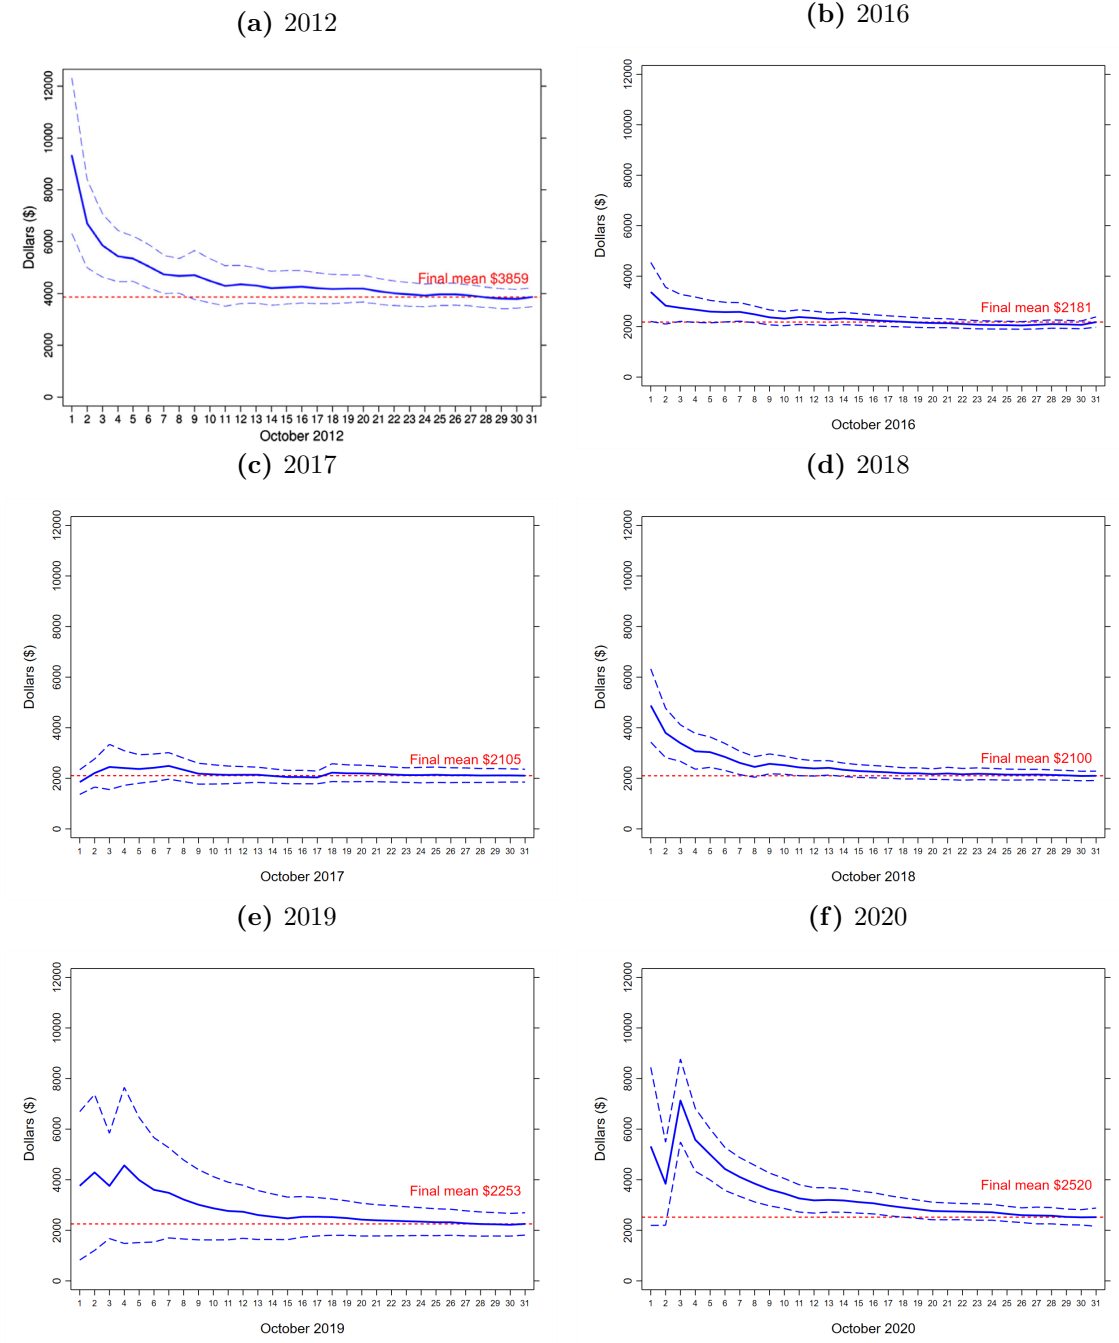 (a) 2012
Dollars ($)
12000
10000
8000
6000
4000
2000
0
Final mean $3859
1 2 3 4 5 6 7 8 9 10 11 12 13 14 15 16 17 18 19 20 21 22 23 24 25 26 27 28 29 30 31
October 2012
(b) 2016
Dollars ($)
12000
10000
8000
6000
4000
2000
0
Final mean $2181
1 2 3 4 5 6 7 8 9 10 11 12 13 14 15 16 17 18 19 20 21 22 23 24 25 26 27 28 29 30 31
October 2016
(c) 2017
Dollars ($)
12000
10000
8000
6000
4000
2000
0
Final mean $2105
1 2 3 4 5 6 7 8 9 10 11 12 13 14 15 16 17 18 19 20 21 22 23 24 25 26 27 28 29 30 31
October 2017
(d) 2018
Dollars ($)
12000
10000
8000
6000
4000
2000
0
Final mean $2100
1 2 3 4 5 6 7 8 9 10 11 12 13 14 15 16 17 18 19 20 21 22 23 24 25 26 27 28 29 30 31
October 2018
(e) 2019
Dollars ($)
12000
10000
8000
6000
4000
2000
0
Final mean $2253
1 2 3 4 5 6 7 8 9 10 11 12 13 14 15 16 17 18 19 20 21 22 23 24 25 26 27 28 29 30 31
October 2019
(f) 2020
Dollars ($)
12000
10000
8000
6000
4000
2000
0
Final mean $2520
1 2 3 4 5 6 7 8 9 10 11 12 13 14 15 16 17 18 19 20 21 22 23 24 25 26 27 28 29 30 31
October 2020